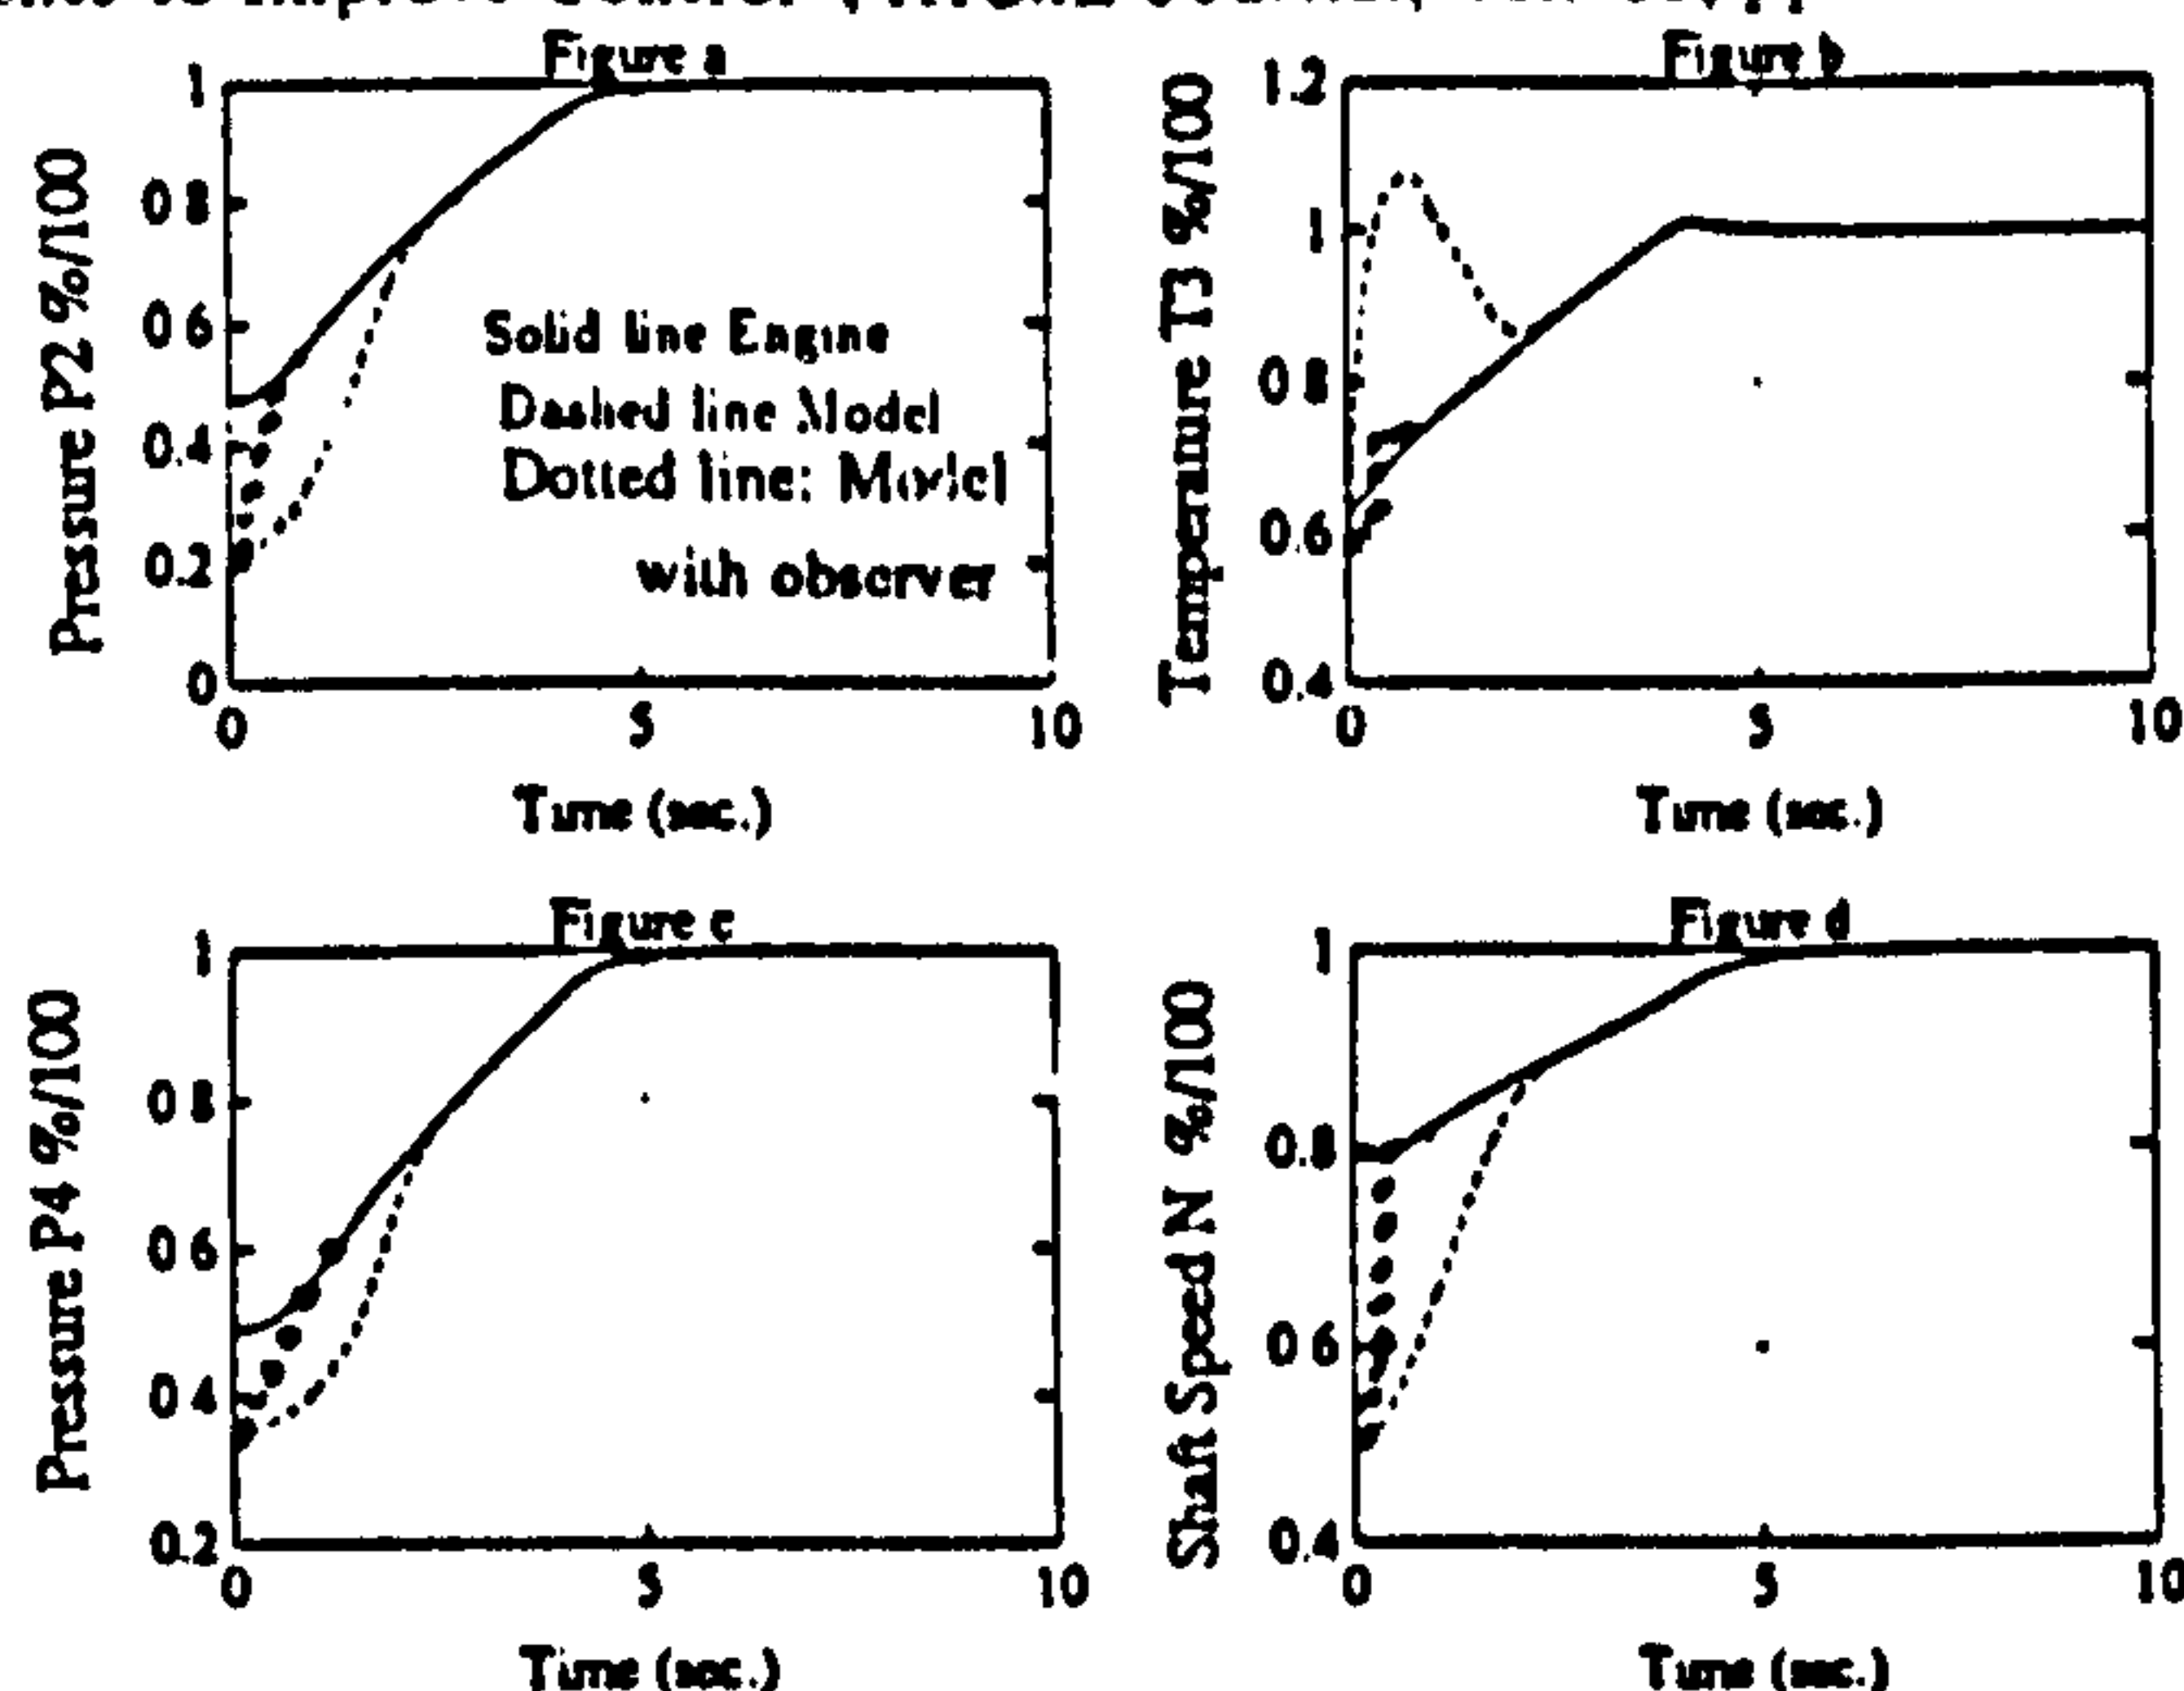 Figure a
1
0.8
0.6
0.4
0.2
0
Pressure P2 %/100
Solid line Engine
Dashed line Model
Dotted line: Model
with observer
0 5 10
Time (sec.)
Figure b
1.2
1
0.8
0.6
0.4
Temperature T3 %/100
0 5 10
Time (sec.)
Figure c
1
0.8
0.6
0.4
0.2
Pressure P4 %/100
0 5 10
Time (sec.)
Figure d
1
0.8
0.6
0.4
Shaft Speed N %/100
0 5 10
Time (sec.)